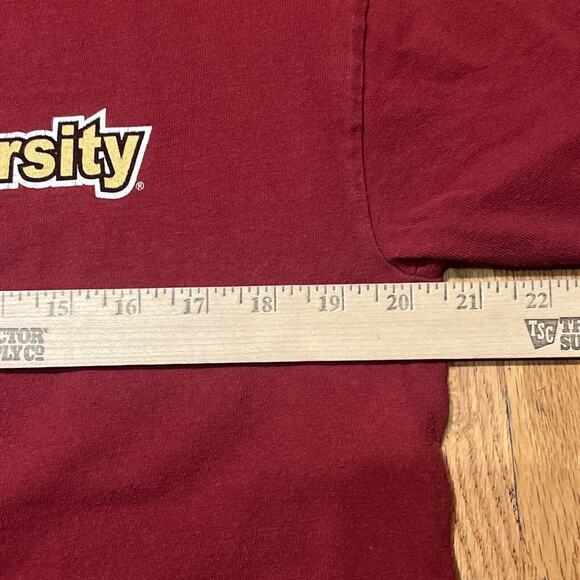 rsity ®
15 16 17 18 19 20 21 22
CTOR
PLY CO
TSC TR
SU